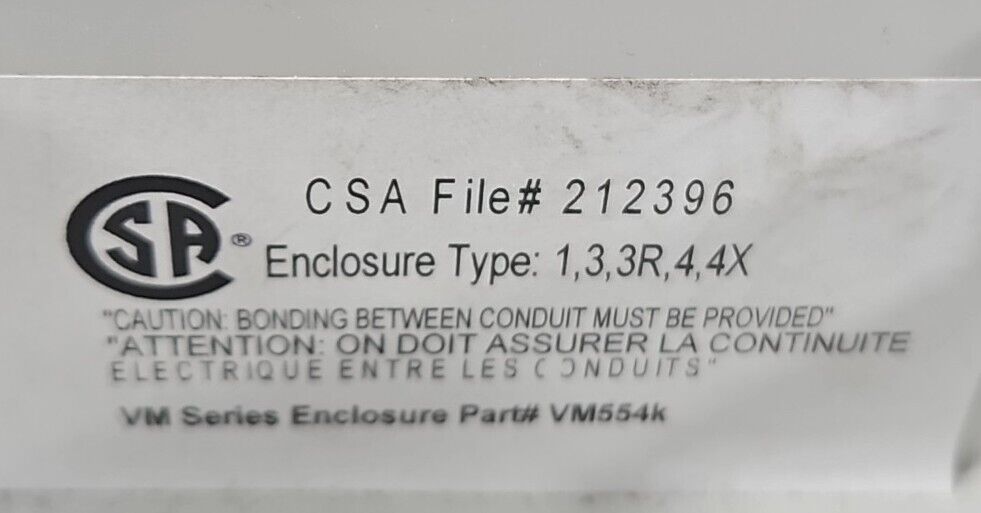 CSA ® CSA File# 212396
Enclosure Type: 1,3,3R,4,4X
"CAUTION: BONDING BETWEEN CONDUIT MUST BE PROVIDED"
"ATTENTION: ON DOIT ASSURER LA CONTINUITE
ELECTRIQUE ENTRE LES CONDUITS"
VM Series Enclosure Part# VM554k